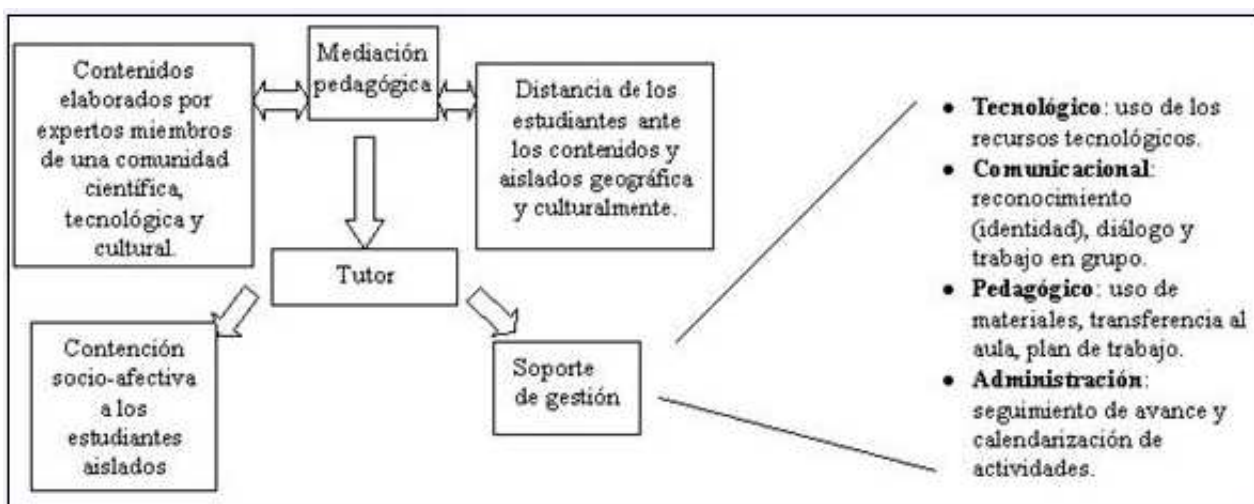 Mediación
pedagógica
Contenidos
elaborados por
expertos miembros
de una comunidad
científica,
tecnológica y
cultural.
Distancia de los
estudiantes ante
los contenidos y
aislados geográfica
y culturalmente.
Tutor
Contención
socio-afectiva
a los
estudiantes
aislados
Soporte
de gestión
● Tecnológico: uso de los
recursos tecnológicos.
● Comunicacional:
reconocimiento
(identidad), diálogo y
trabajo en grupo.
● Pedagógico: uso de
materiales, transferencia al
aula, plan de trabajo.
● Administración:
seguimiento de avance y
calendarización de
actividades.